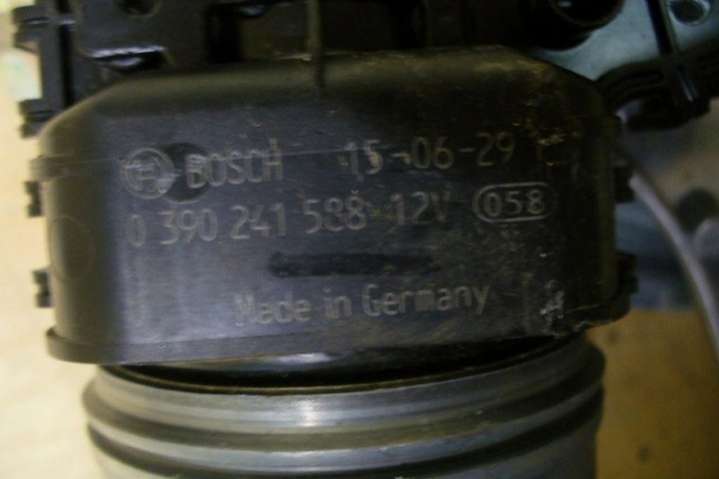 BOSCH 15-06-29
0 390 241 588 12V 058
Made in Germany